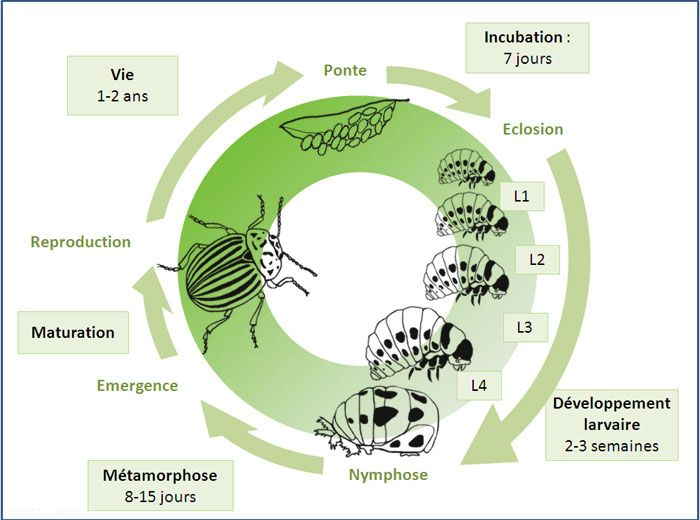 Ponte
Incubation :
7 jours
Eclosion
L1
L2
L3
L4
Développement
larvaire
2-3 semaines
Nymphose
Métamorphose
8-15 jours
Emergence
Maturation
Reproduction
Vie
1-2 ans